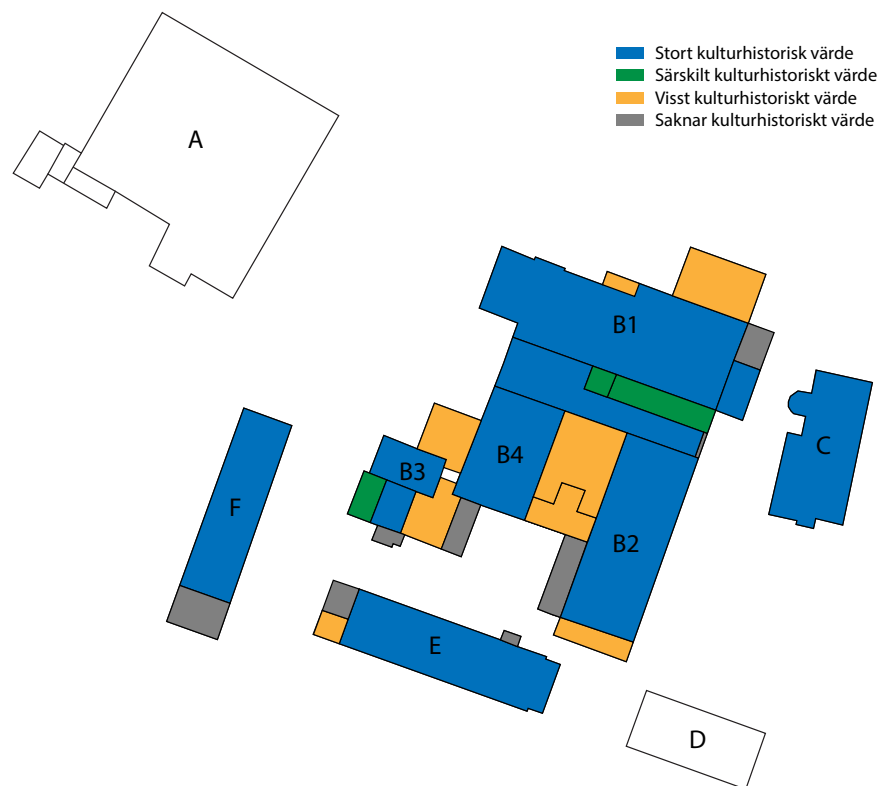 Stort kulturhistorisk värde
Särskilt kulturhistoriskt värde
Visst kulturhistoriskt värde
Saknar kulturhistoriskt värde
A
B1
C
B4
B3
F
B2
E
D